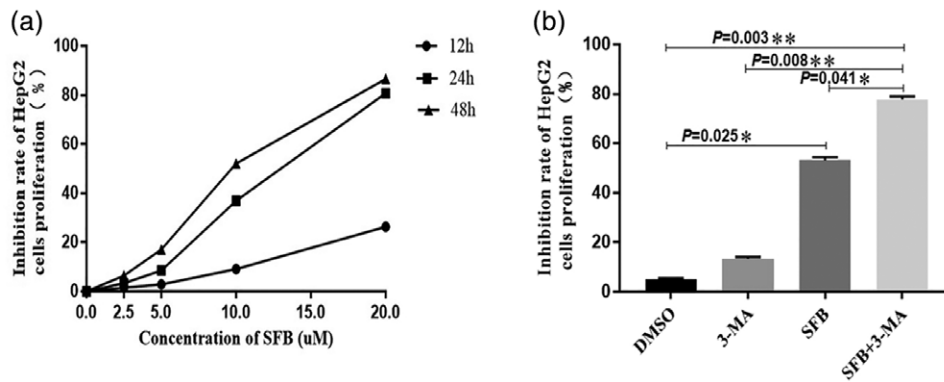 (a)
Inhibition rate of HepG2
cells proliferation（ %）
100
80
60
40
20
0
0.0
2.5
5.0
10.0
15.0
20.0
Concentration of SFB (uM)
12h
24h
48h
(b)
Inhibition rate of HepG2
cells proliferation（%）
100
80
60
40
20
0
P=0.003**
P=0.008**
P=0.041*
P=0.025*
DMSO
3-MA
SFB
SFB+3-MA